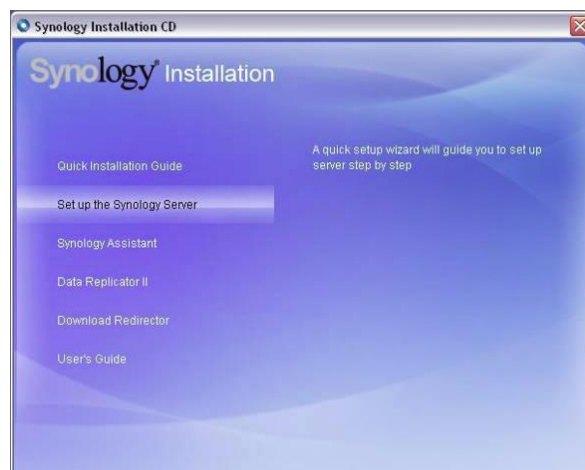 Synology Installation CD
Synology Installation
Quick Installation Guide
Set up the Synology Server
Synology Assistant
Data Replicator II
Download Redirector
User's Guide
A quick setup wizard will guide you to set up
server step by step